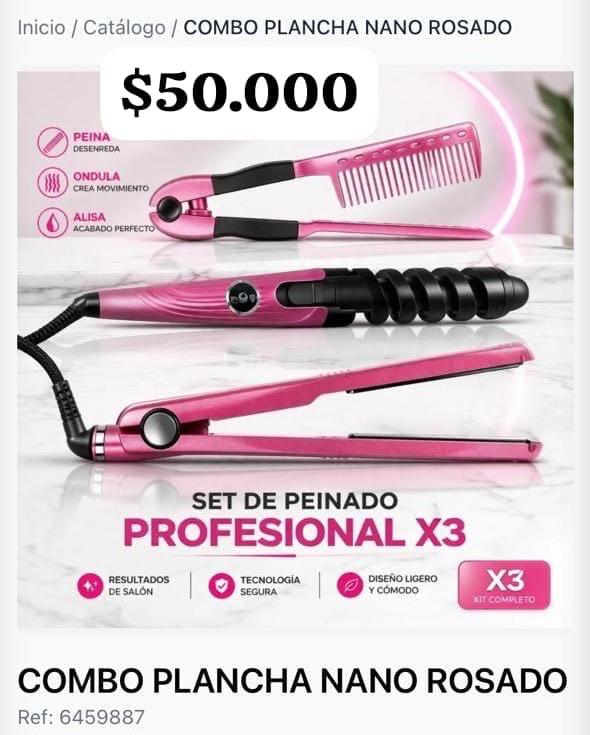 Inicio / Catálogo / COMBO PLANCHA NANO ROSADO
$50.000
PEINA
DESENREDA
ONDULA
CREA MOVIMIENTO
ALISA
ACABADO PERFECTO
SET DE PEINADO
PROFESIONAL X3
RESULTADOS
DE SALÓN
TECNOLOGÍA
SEGURA
DISEÑO LIGERO
Y CÓMODO
X3
KIT COMPLETO
COMBO PLANCHA NANO ROSADO
Ref: 6459887